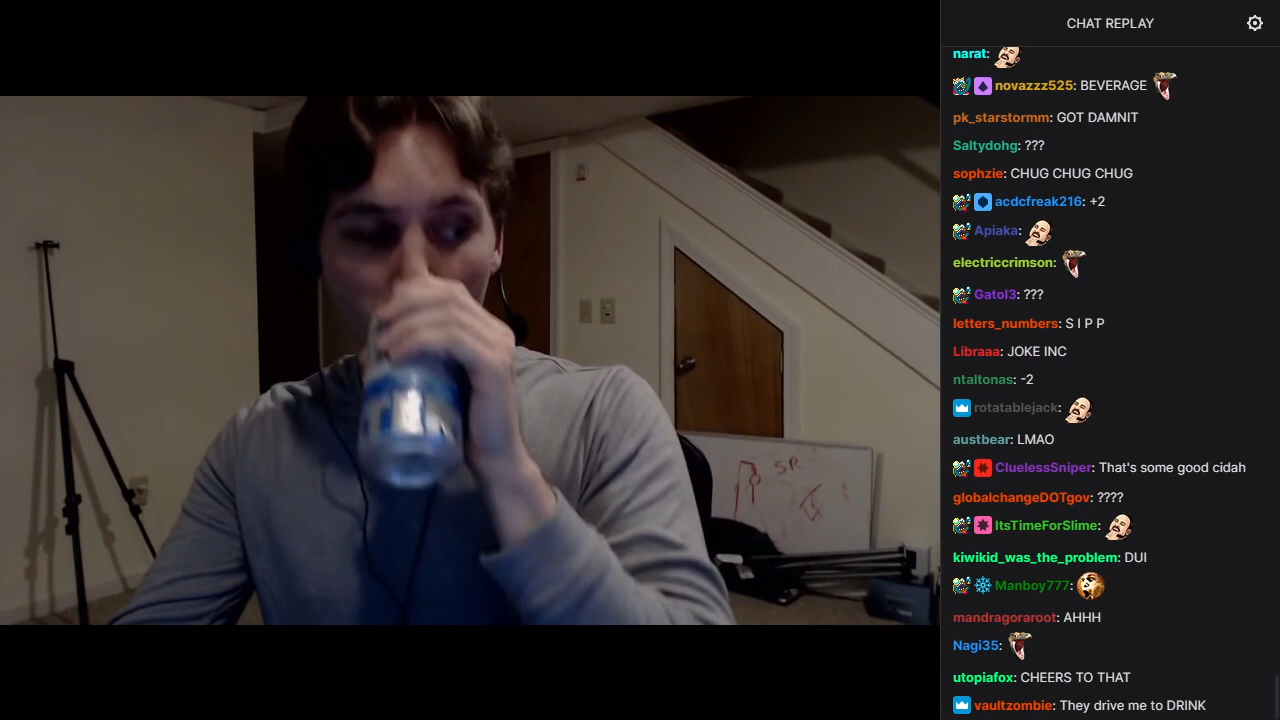 CHAT REPLAY
narat:
novazzz525: BEVERAGE
pk_starstormm: GOT DAMNIT
Saltydohg: ???
sophzie: CHUG CHUG CHUG
acdcfreak216: +2
Apiaka:
electriccrimson:
Gatol3: ???
letters_numbers: S I P P
Libraaa: JOKE INC
ntaltonas: -2
rotatablejack:
austbear: LMAO
CluelessSniper: That's some good cidah
globalchangeDOTgov: ????
ItsTimeForSlime:
kiwikid_was_the_problem: DUI
Manboy777:
mandragoraroot: AHHH
Nagi35:
utopiafox: CHEERS TO THAT
vaultzombie: They drive me to DRINK